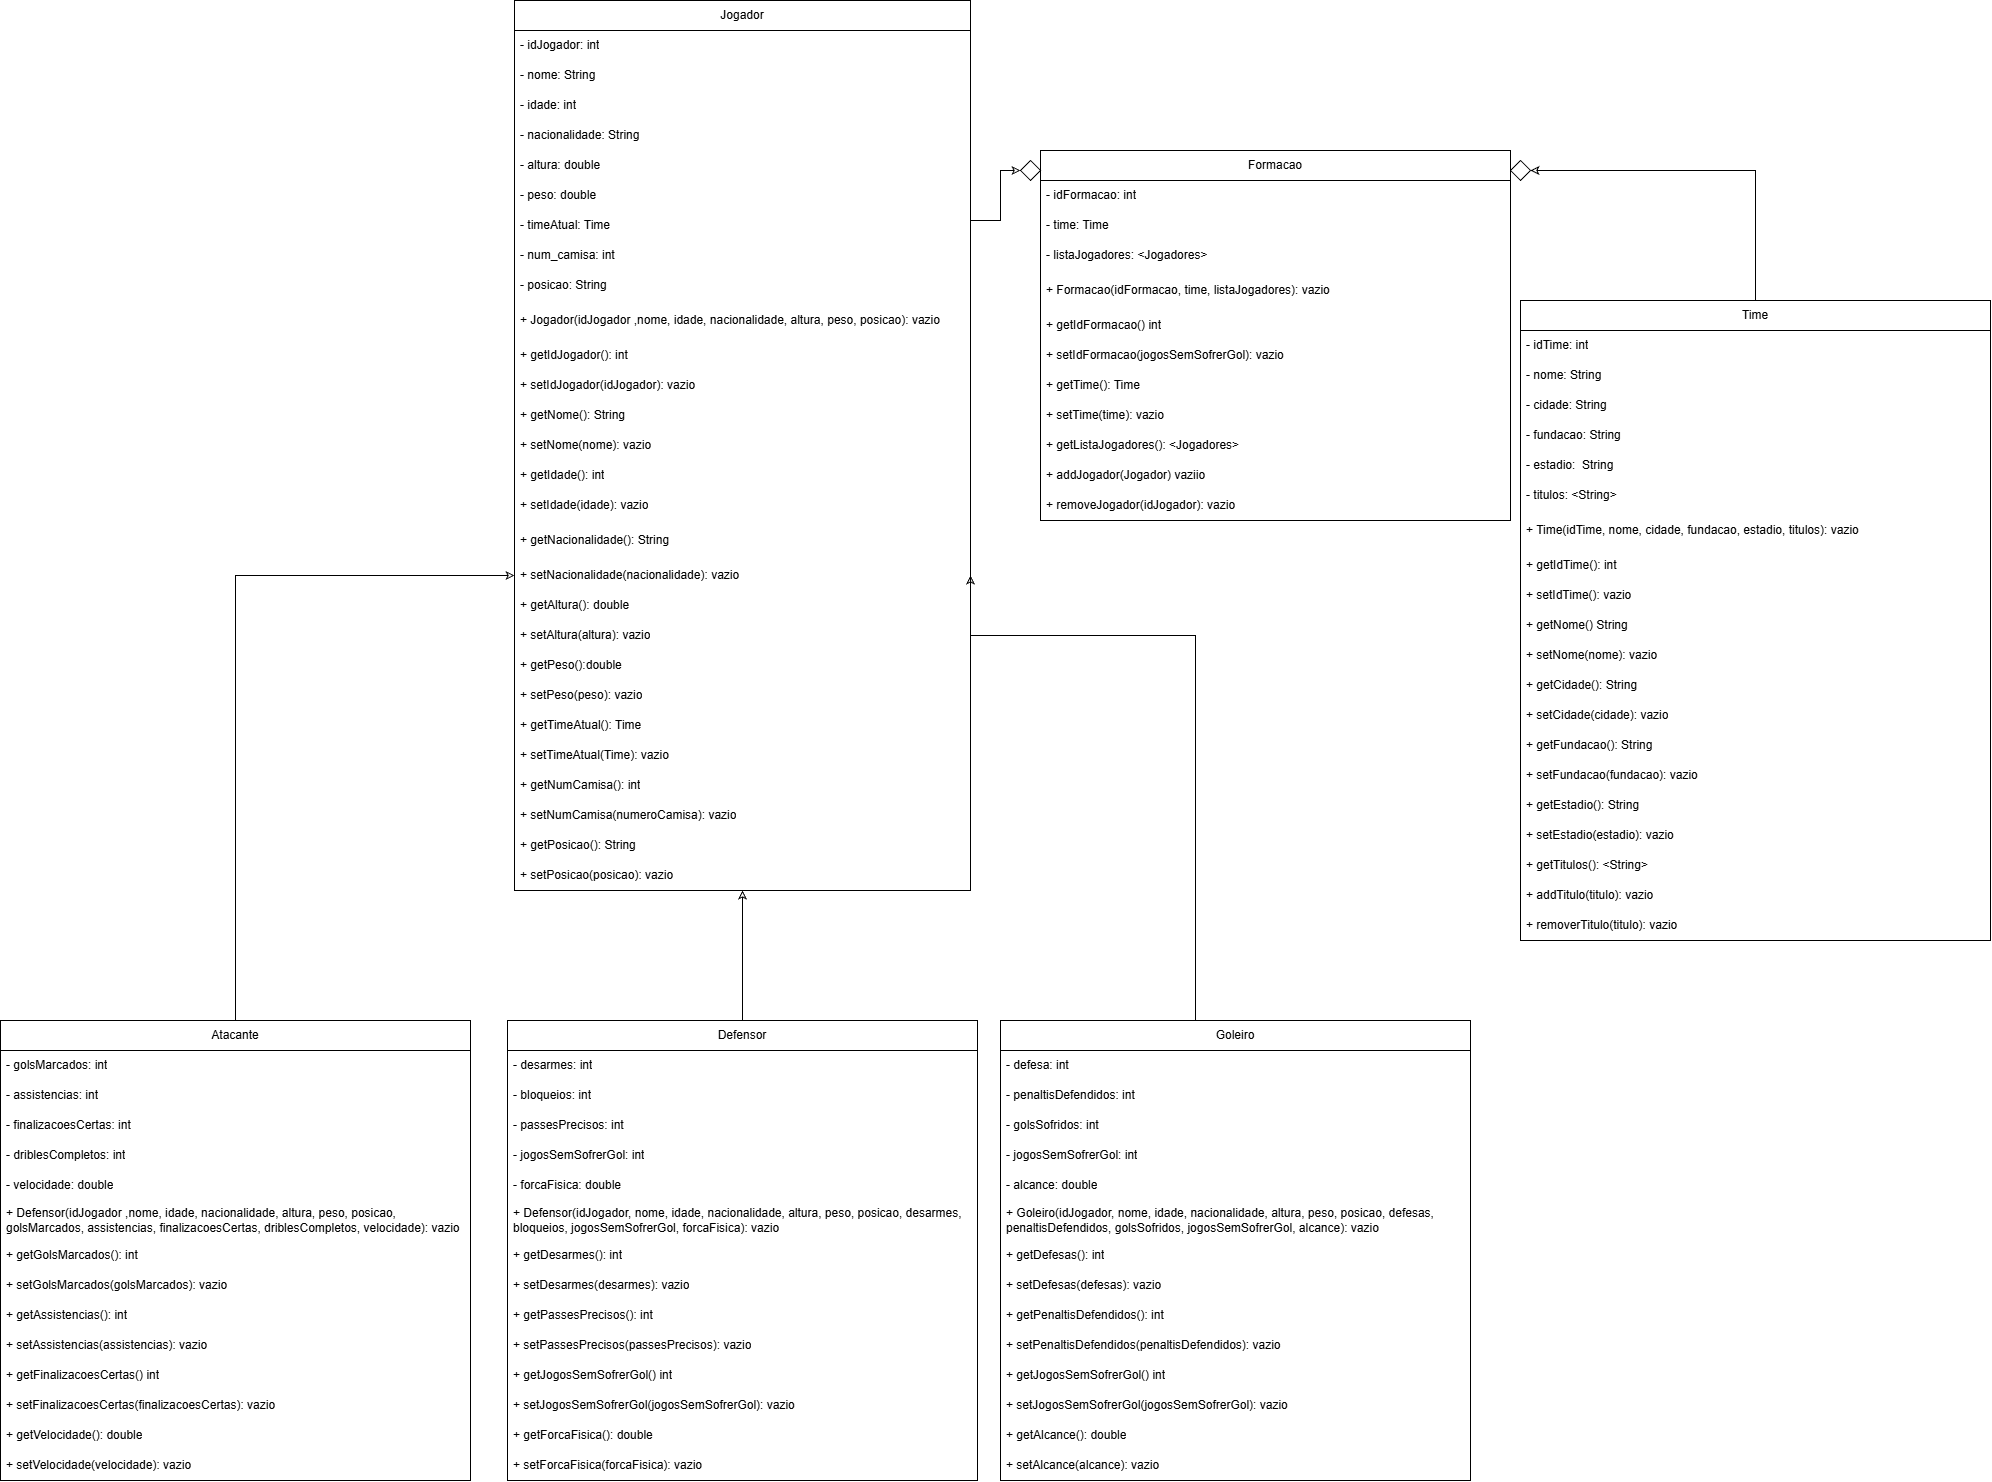 Jogador
- idJogador: int
- nome: String
- idade: int
- nacionalidade: String
- altura: double
- peso: double
- timeAtual: Time
- num_camisa: int
- posicao: String
+ Jogador(idJogador ,nome, idade, nacionalidade, altura, peso, posicao): vazio
+ getIdJogador(): int
+ setIdJogador(idJogador): vazio
+ getNome(): String
+ setNome(nome): vazio
+ getIdade(): int
+ setIdade(idade): vazio
+ getNacionalidade(): String
+ setNacionalidade(nacionalidade): vazio
+ getAltura(): double
+ setAltura(altura): vazio
+ getPeso():double
+ setPeso(peso): vazio
+ getTimeAtual(): Time
+ setTimeAtual(Time): vazio
+ getNumCamisa(): int
+ setNumCamisa(numeroCamisa): vazio
+ getPosicao(): String
+ setPosicao(posicao): vazio
Formacao
- idFormacao: int
- time: Time
- listaJogadores: <Jogadores>
+ Formacao(idFormacao, time, listaJogadores): vazio
+ getIdFormacao() int
+ setIdFormacao(jogosSemSofrerGol): vazio
+ getTime(): Time
+ setTime(time): vazio
+ getListaJogadores(): <Jogadores>
+ addJogador(Jogador) vaziio
+ removeJogador(idJogador): vazio
Time
- idTime: int
- nome: String
- cidade: String
- fundacao: String
- estadio:  String
- titulos: <String>
+ Time(idTime, nome, cidade, fundacao, estadio, titulos): vazio
+ getIdTime(): int
+ setIdTime(): vazio
+ getNome() String
+ setNome(nome): vazio
+ getCidade(): String
+ setCidade(cidade): vazio
+ getFundacao(): String
+ setFundacao(fundacao): vazio
+ getEstadio(): String
+ setEstadio(estadio): vazio
+ getTitulos(): <String>
+ addTitulo(titulo): vazio
+ removerTitulo(titulo): vazio
Atacante
- golsMarcados: int
- assistencias: int
- finalizacoesCertas: int
- driblesCompletos: int
- velocidade: double
+ Defensor(idJogador ,nome, idade, nacionalidade, altura, peso, posicao,
golsMarcados, assistencias, finalizacoesCertas, driblesCompletos, velocidade): vazio
+ getGolsMarcados(): int
+ setGolsMarcados(golsMarcados): vazio
+ getAssistencias(): int
+ setAssistencias(assistencias): vazio
+ getFinalizacoesCertas() int
+ setFinalizacoesCertas(finalizacoesCertas): vazio
+ getVelocidade(): double
+ setVelocidade(velocidade): vazio
Defensor
- desarmes: int
- bloqueios: int
- passesPrecisos: int
- jogosSemSofrerGol: int
- forcaFisica: double
+ Defensor(idJogador, nome, idade, nacionalidade, altura, peso, posicao, desarmes,
bloqueios, jogosSemSofrerGol, forcaFisica): vazio
+ getDesarmes(): int
+ setDesarmes(desarmes): vazio
+ getPassesPrecisos(): int
+ setPassesPrecisos(passesPrecisos): vazio
+ getJogosSemSofrerGol() int
+ setJogosSemSofrerGol(jogosSemSofrerGol): vazio
+ getForcaFisica(): double
+ setForcaFisica(forcaFisica): vazio
Goleiro
- defesa: int
- penaltisDefendidos: int
- golsSofridos: int
- jogosSemSofrerGol: int
- alcance: double
+ Goleiro(idJogador, nome, idade, nacionalidade, altura, peso, posicao, defesas,
penaltisDefendidos, golsSofridos, jogosSemSofrerGol, alcance): vazio
+ getDefesas(): int
+ setDefesas(defesas): vazio
+ getPenaltisDefendidos(): int
+ setPenaltisDefendidos(penaltisDefendidos): vazio
+ getJogosSemSofrerGol() int
+ setJogosSemSofrerGol(jogosSemSofrerGol): vazio
+ getAlcance(): double
+ setAlcance(alcance): vazio